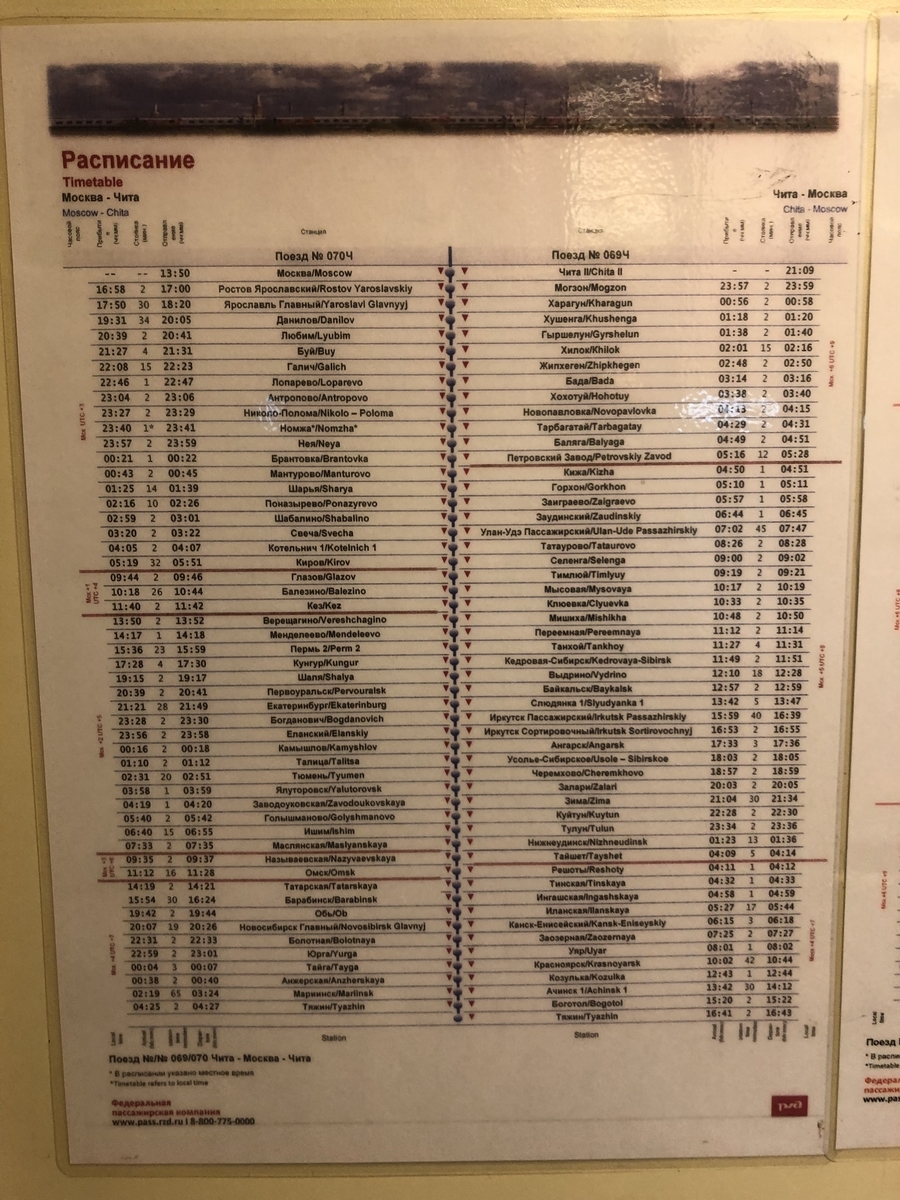 Расписание
Timetable
Москва - Чита
Чита - Москва
Moscow - Chita
Chita - Moscow
Станция Станция
Поезд № 070Ч Поезд № 069Ч
-- -- 13:50 Москва/Moscow Чита II/Chita II - - 21:09
16:58 2 17:00 Ростов Ярославский/Rostov Yaroslavskiy Могзон/Mogzon 23:57 2 23:59
17:50 30 18:20 Ярославль Главный/Yaroslavl Glavnyyj Харагун/Kharagun 00:56 2 00:58
19:31 34 20:05 Данилов/Danilov Хушенга/Khushenga 01:18 2 01:20
20:39 2 20:41 Любим/Lyubim Гыршелун/Gyrshelun 01:38 2 01:40
21:27 4 21:31 Буй/Buy Хилок/Khilok 02:01 15 02:16
22:08 15 22:23 Галич/Galich Жипхеген/Zhipkhegen 02:48 2 02:50
22:46 1 22:47 Лопарево/Loparevo Бада/Bada 03:14 2 03:16
23:04 2 23:06 Антропово/Antropovo Хохотуй/Hohotuy 03:38 2 03:40
23:27 2 23:29 Николо-Полома/Nikolo – Poloma Новопавловка/Novopavlovka 04:13 2 04:15
23:40 1* 23:41 Номжа*/Nomzha* Тарбагатай/Tarbagatay 04:29 2 04:31
23:57 2 23:59 Нея/Neya Баляга/Balyaga 04:49 2 04:51
00:21 1 00:22 Брантовка/Brantovka Петровский Завод/Petrovskiy Zavod 05:16 12 05:28
00:43 2 00:45 Мантурово/Manturovo Кижа/Kizha 04:50 1 04:51
01:25 14 01:39 Шарья/Sharya Горхон/Gorkhon 05:10 1 05:11
02:16 10 02:26 Поназырево/Ponazyrevo Заиграево/Zaigraevo 05:57 1 05:58
02:59 2 03:01 Шабалино/Shabalino Заудинский/Zaudinskiy 06:44 1 06:45
03:20 2 03:22 Свеча/Svecha Улан-Удэ Пассажирский/Ulan-Ude Passazhirskiy 07:02 45 07:47
04:05 2 04:07 Котельнич 1/Kotelnich 1 Татаурово/Tataurovo 08:26 2 08:28
05:19 32 05:51 Киров/Kirov Селенга/Selenga 09:00 2 09:02
09:44 2 09:46 Глазов/Glazov Тимлюй/Timlyuy 09:19 2 09:21
10:18 26 10:44 Балезино/Balezino Мысовая/Mysovaya 10:17 2 10:19
11:40 2 11:42 Кез/Kez Клюевка/Clyuevka 10:33 2 10:35
13:50 2 13:52 Верещагино/Vereshchagino Мишиха/Mishikha 10:48 2 10:50
14:17 1 14:18 Менделеево/Mendeleevo Переемная/Pereemnaya 11:12 2 11:14
15:36 23 15:59 Пермь 2/Perm 2 Танхой/Tankhoy 11:27 4 11:31
17:28 4 17:30 Кунгур/Kungur Кедровая-Сибирск/Kedrovaya-Sibirsk 11:49 2 11:51
19:15 2 19:17 Шаля/Shalya Выдрино/Vydrino 12:10 18 12:28
20:39 2 20:41 Первоуральск/Pervouralsk Байкальск/Baykalsk 12:57 2 12:59
21:21 28 21:49 Екатеринбург/Ekaterinburg Слюдянка 1/Slyudyanka 1 13:42 5 13:47
23:28 2 23:30 Богданович/Bogdanovich Иркутск Пассажирский/Irkutsk Passazhirskiy 15:59 40 16:39
23:56 2 23:58 Еланский/Elanskiy Иркутск Сортировочный/Irkutsk Sortirovochnyj 16:53 2 16:55
00:16 2 00:18 Камышлов/Kamyshlov Ангарск/Angarsk 17:33 3 17:36
01:10 2 01:12 Талица/Talitsa Усолье-Сибирское/Usole – Sibirskoe 18:03 2 18:05
02:31 20 02:51 Тюмень/Tyumen Черемхово/Cheremkhovo 18:57 2 18:59
03:58 1 03:59 Ялуторовск/Yalutorovsk Залари/Zalari 20:03 2 20:05
04:19 1 04:20 Заводоуковская/Zavodoukovskaya Зима/Zima 21:04 30 21:34
05:40 2 05:42 Голышманово/Golyshmanovo Куйтун/Kuytun 22:28 2 22:30
06:40 15 06:55 Ишим/Ishim Тулун/Tulun 23:34 2 23:36
07:33 2 07:35 Маслянская/Maslyanskaya Нижнеудинск/Nizhneudinsk 01:23 13 01:36
09:35 2 09:37 Называевская/Nazyvaevskaya Тайшет/Tayshet 04:09 5 04:14
11:12 16 11:28 Омск/Omsk Решоты/Reshoty 04:11 1 04:12
14:19 2 14:21 Татарская/Tatarskaya Тинская/Tinskaya 04:32 1 04:33
15:54 30 16:24 Барабинск/Barabinsk Ингашская/Ingashskaya 04:58 1 04:59
19:42 2 19:44 Обь/Ob Иланская/Ilanskaya 05:27 17 05:44
20:07 19 20:26 Новосибирск Главный/Novosibirsk Glavnyj Канск-Енисейский/Kansk-Eniseyskiy 06:15 3 06:18
22:31 2 22:33 Болотная/Bolotnaya Заозерная/Zaozernaya 07:25 2 07:27
22:59 2 23:01 Юрга/Yurga Уяр/Uyar 08:01 1 08:02
00:04 3 00:07 Тайга/Tayga Красноярск/Krasnoyarsk 10:02 42 10:44
00:38 2 00:40 Анжерская/Anzherskaya Козулька/Kozulka 12:43 1 12:44
02:19 65 03:24 Мариинск/Mariinsk Ачинск 1/Achinsk 1 13:42 30 14:12
04:25 2 04:27 Тяжин/Tyazhin Боготол/Bogotol 15:20 2 15:22
Тяжин/Tyazhin 16:41 2 16:43
Station Station
Поезд №/№ 069/070 Чита - Москва - Чита
* В расписании указано местное время
*Timetable refers to local time
Федеральная
пассажирская компания
www.pass.rzd.ru I 8-800-775-0000